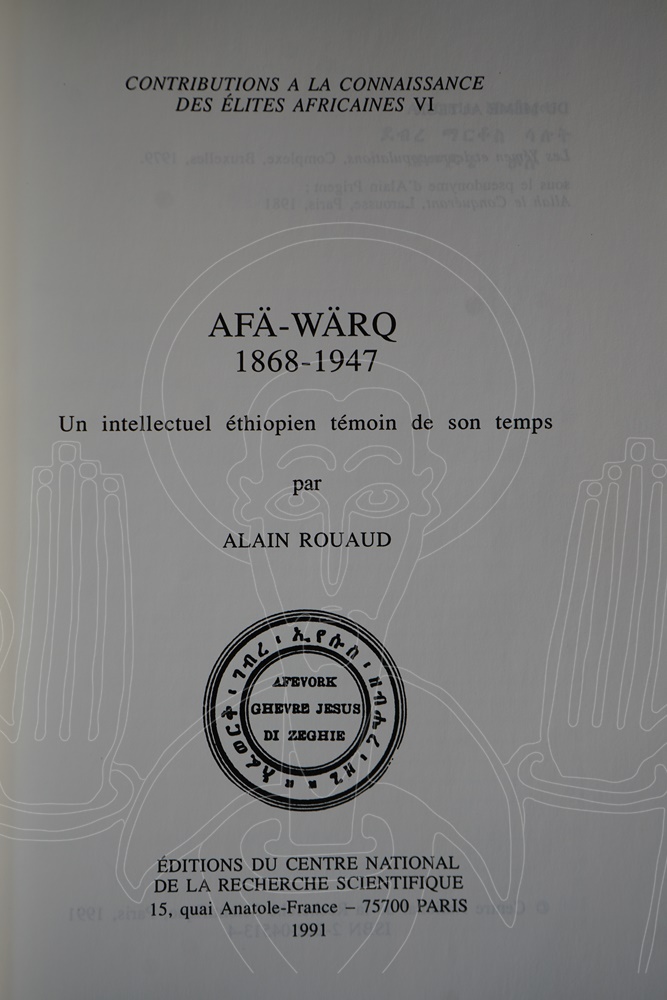 CONTRIBUTIONS A LA CONNAISSANCE
DES ÉLITES AFRICAINES VI
AFÄ-WÄRQ
1868-1947
Un intellectuel éthiopien témoin de son temps
par
ALAIN ROUAUD
ገብረ ፡ ኢየሱስ ፡
AFEVORK
GHEVRE JESUS
DI ZEGHIE
ÉDITIONS DU CENTRE NATIONAL
DE LA RECHERCHE SCIENTIFIQUE
15, quai Anatole-France – 75700 PARIS
1991